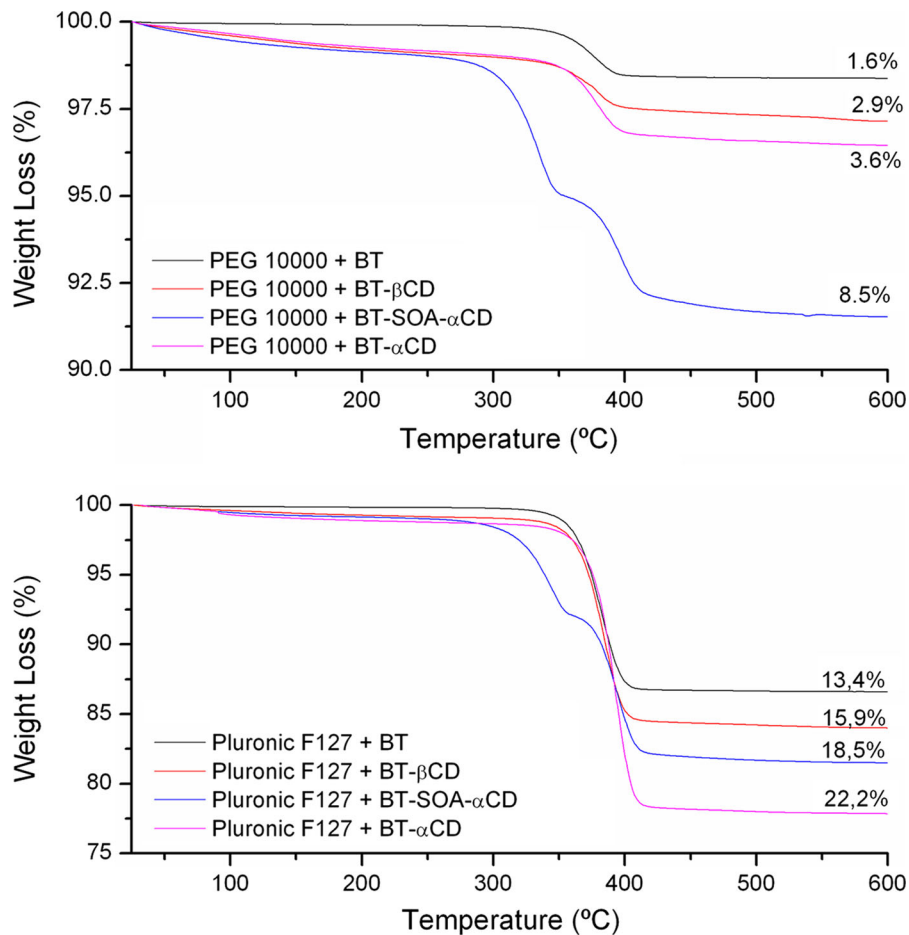 100.0
97.5
95.0
92.5
90.0
Weight Loss (%)
1.6%
2.9%
3.6%
8.5%
PEG 10000 + BT
PEG 10000 + BT-βCD
PEG 10000 + BT-SOA-αCD
PEG 10000 + BT-αCD
100 200 300 400 500 600
Temperature (ºC)
100
95
90
85
80
75
Weight Loss (%)
13,4%
15,9%
18,5%
22,2%
Pluronic F127 + BT
Pluronic F127 + BT-βCD
Pluronic F127 + BT-SOA-αCD
Pluronic F127 + BT-αCD
100 200 300 400 500 600
Temperature (ºC)